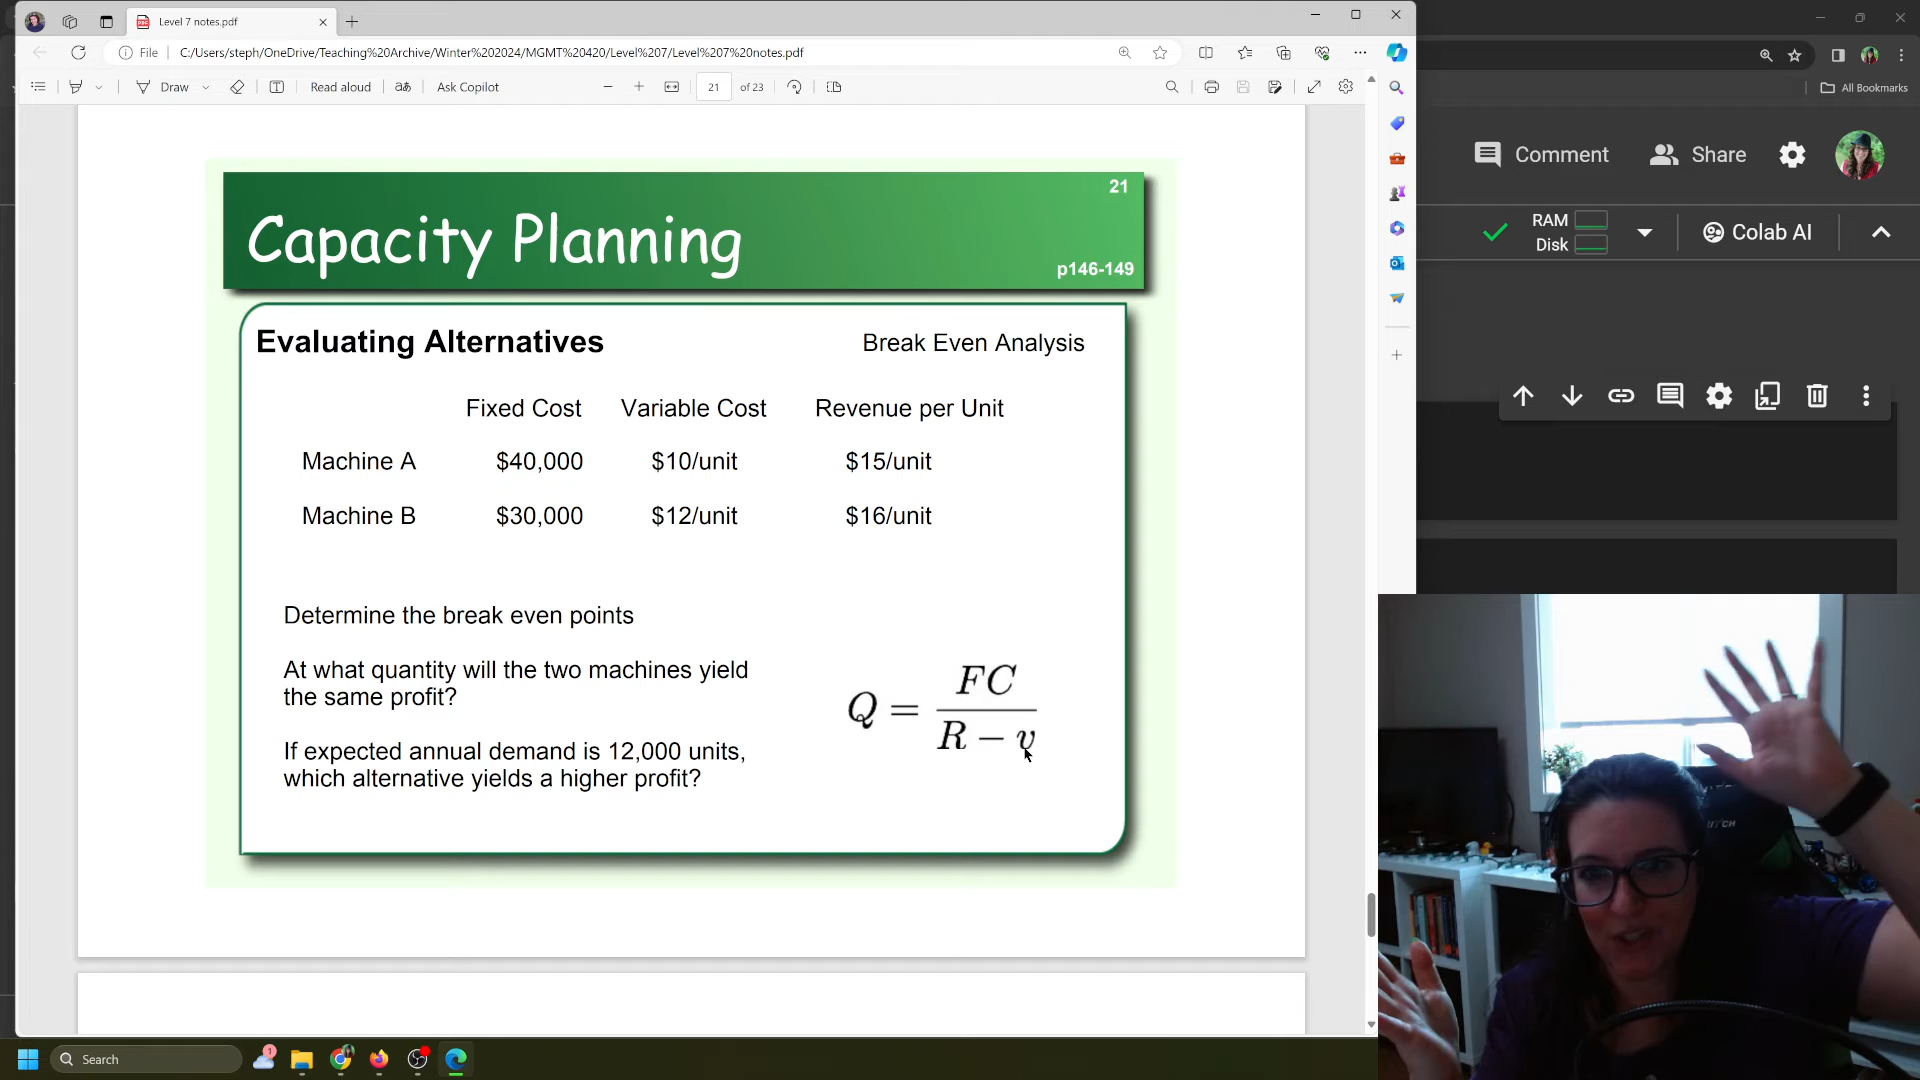 Level 7 notes.pdf
File
C:/Users/steph/OneDrive/Teaching%20Archive/Winter%202024/MGMT%20420/Level%207/Level%207%20notes.pdf
All Bookmarks
Draw
Read aloud
Ask Copilot
21
of 23
Comment
Share
21
Capacity Planning
p146-149
RAM
Disk
Colab AI
Evaluating Alternatives
Break Even Analysis
Fixed Cost Variable Cost Revenue per Unit
Machine A $40,000 $10/unit $15/unit
Machine B $30,000 $12/unit $16/unit
Determine the break even points
At what quantity will the two machines yield
the same profit?
If expected annual demand is 12,000 units,
which alternative yields a higher profit?
Q = FC / R − v
Search
1